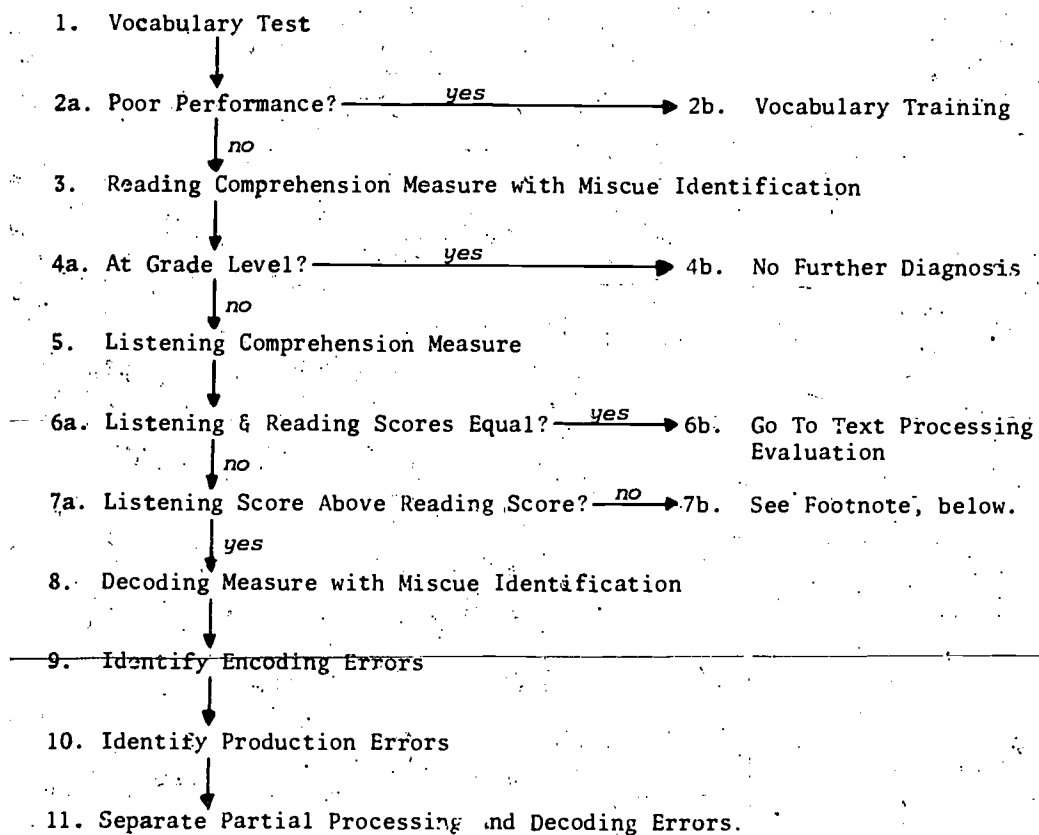 1. Vocabulary Test
2a. Poor Performance? yes 2b. Vocabulary Training
no
3. Reading Comprehension Measure with Miscue Identification
4a. At Grade Level? yes 4b. No Further Diagnosis
no
5. Listening Comprehension Measure
6a. Listening & Reading Scores Equal? yes 6b. Go To Text Processing
Evaluation
no
7a. Listening Score Above Reading Score? no 7b. See Footnote, below.
yes
8. Decoding Measure with Miscue Identification
9. Identify Encoding Errors
10. Identify Production Errors
11. Separate Partial Processing and Decoding Errors.